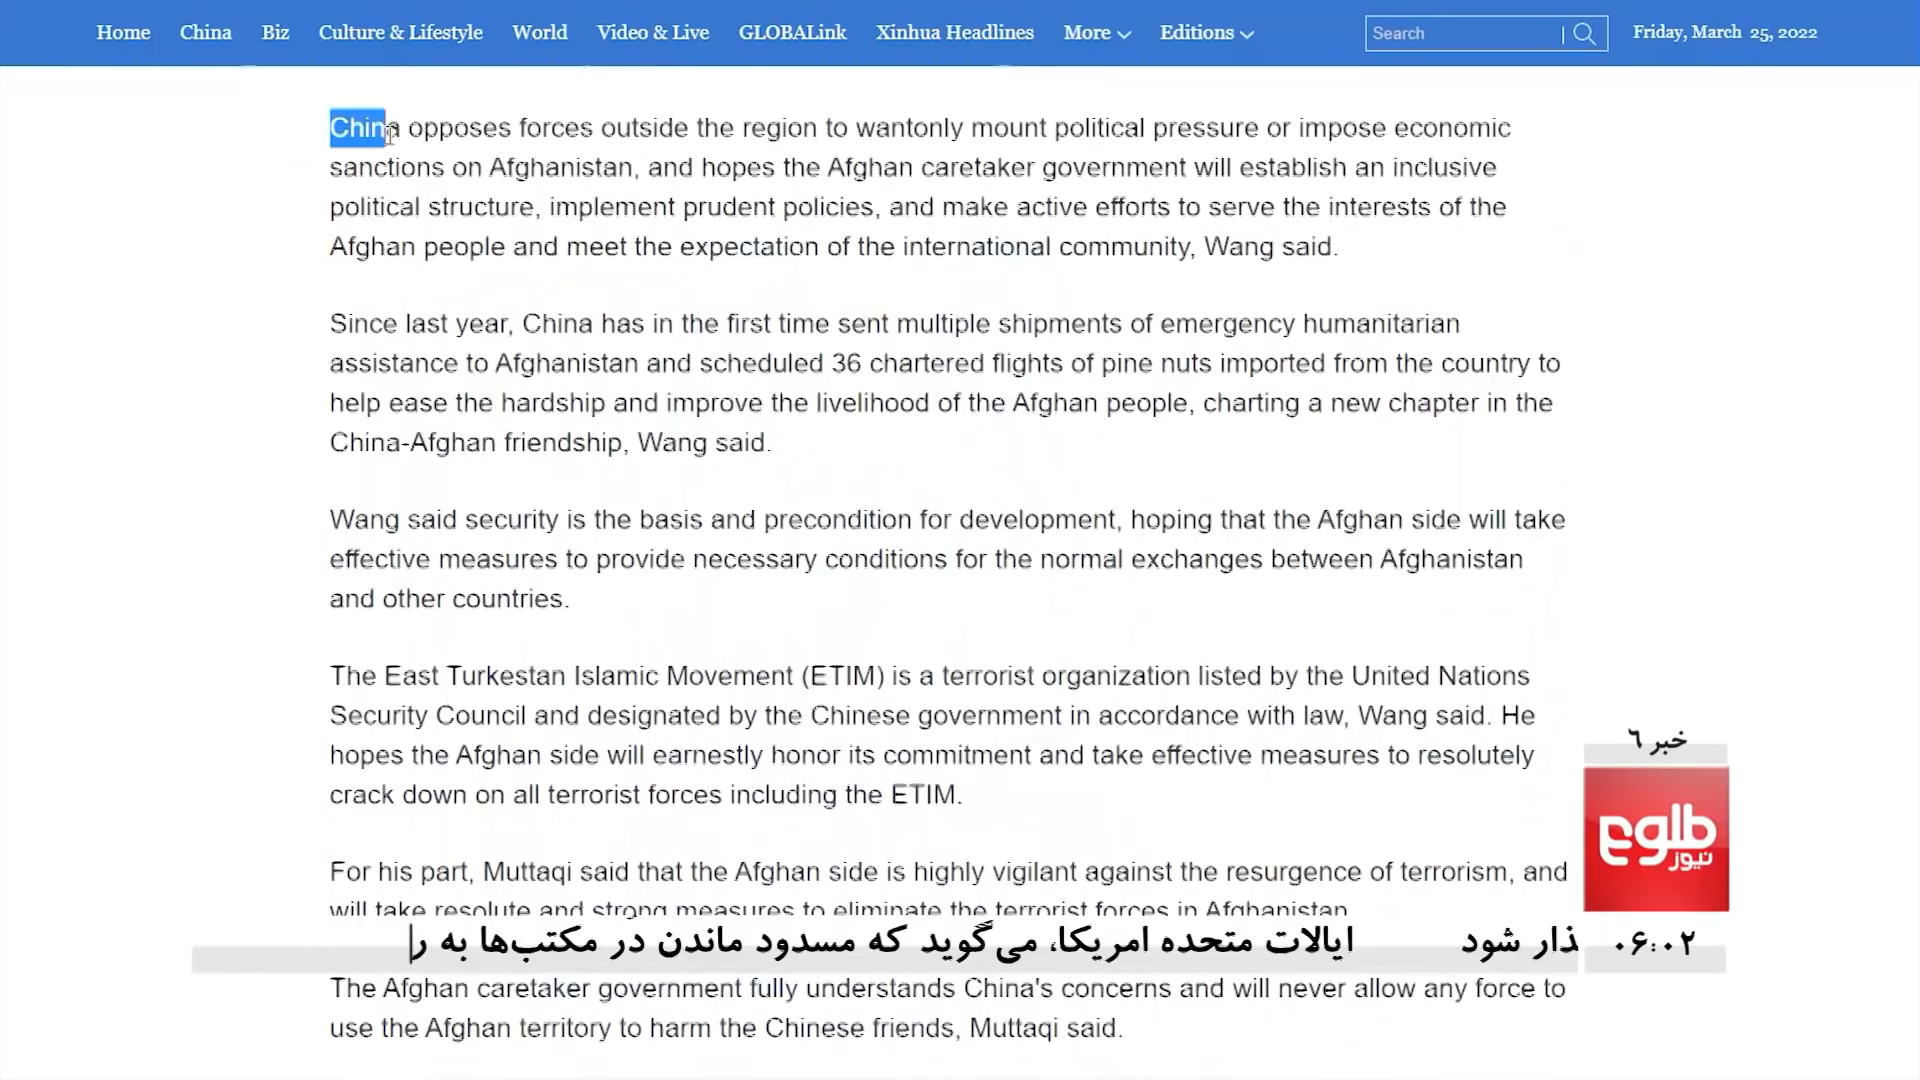 Home China Biz Culture & Lifestyle World Video & Live GLOBALink Xinhua Headlines More Editions Search Friday, March 25, 2022
China opposes forces outside the region to wantonly mount political pressure or impose economic
sanctions on Afghanistan, and hopes the Afghan caretaker government will establish an inclusive
political structure, implement prudent policies, and make active efforts to serve the interests of the
Afghan people and meet the expectation of the international community, Wang said.
Since last year, China has in the first time sent multiple shipments of emergency humanitarian
assistance to Afghanistan and scheduled 36 chartered flights of pine nuts imported from the country to
help ease the hardship and improve the livelihood of the Afghan people, charting a new chapter in the
China-Afghan friendship, Wang said.
Wang said security is the basis and precondition for development, hoping that the Afghan side will take
effective measures to provide necessary conditions for the normal exchanges between Afghanistan
and other countries.
The East Turkestan Islamic Movement (ETIM) is a terrorist organization listed by the United Nations
Security Council and designated by the Chinese government in accordance with law, Wang said. He
hopes the Afghan side will earnestly honor its commitment and take effective measures to resolutely
crack down on all terrorist forces including the ETIM.
خبر ٦
طلوع
نیوز
For his part, Muttaqi said that the Afghan side is highly vigilant against the resurgence of terrorism, and
will take resolute and strong measures to eliminate the terrorist forces in Afghanistan
ذار شود ایالات متحده امریکا، می‌گوید که مسدود ماندن در مکتب‌ها به ر
۰۶:۰۲
The Afghan caretaker government fully understands China's concerns and will never allow any force to
use the Afghan territory to harm the Chinese friends, Muttaqi said.